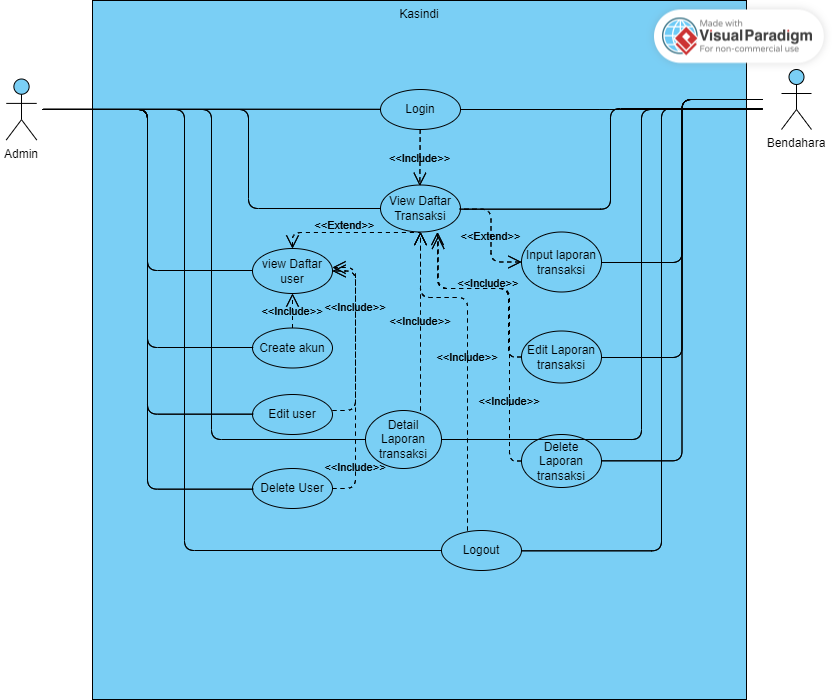 Kasindi
Made with
VisualParadigm
For non-commercial use
Admin
Bendahara
Login
<<Include>>
View Daftar
Transaksi
<<Extend>>
<<Extend>>
view Daftar
user
Input laporan
transaksi
<<Include>>
<<Include>>
<<Include>>
<<Include>>
Create akun
Edit Laporan
transaksi
<<Include>>
<<Include>>
Edit user
Detail
Laporan
transaksi
Delete
Laporan
transaksi
<<Include>>
Delete User
Logout